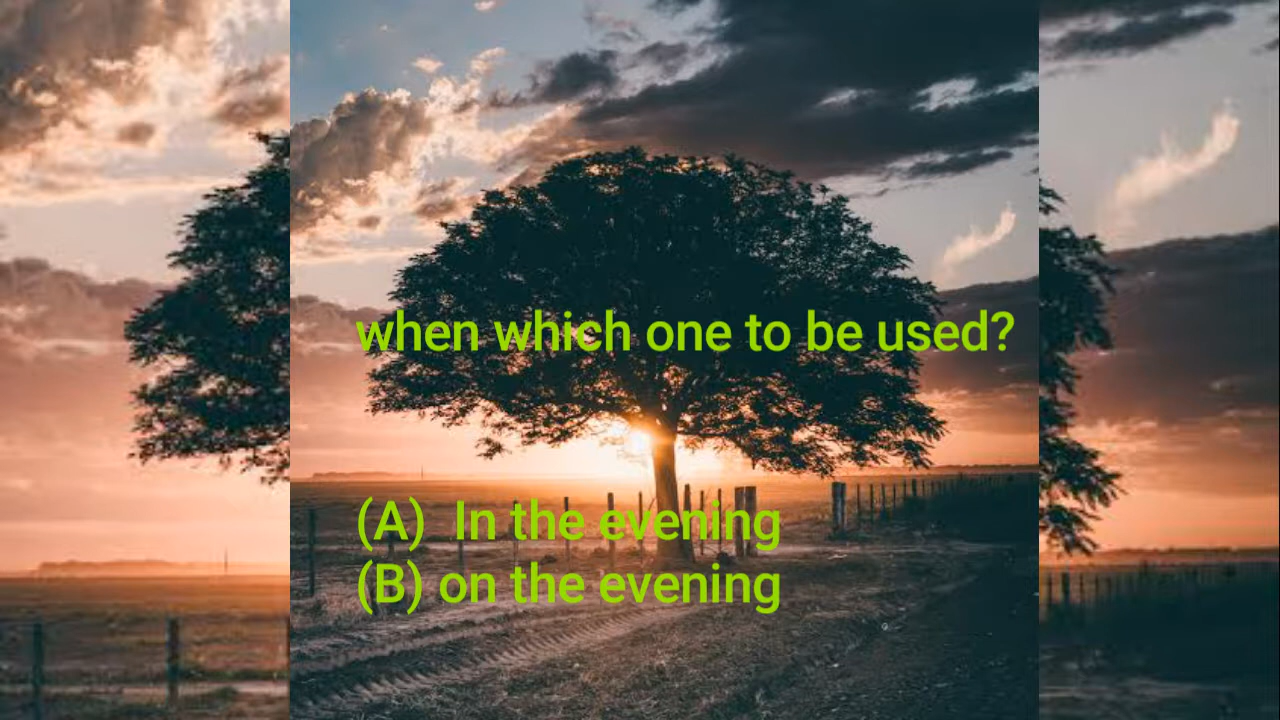 when which one to be used?
(A) In the evening
(B) on the evening